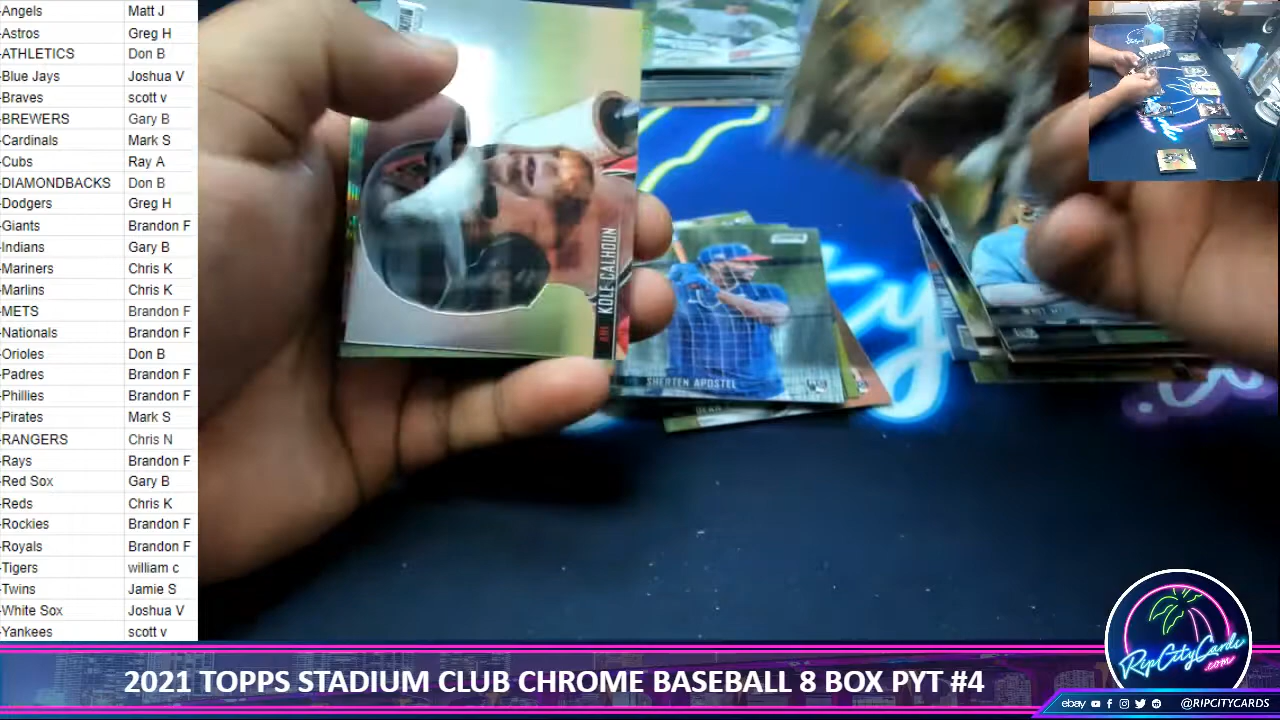 -Angels Matt J
-Astros Greg H
-ATHLETICS Don B
-Blue Jays Joshua V
-Braves scott v
-BREWERS Gary B
-Cardinals Mark S
-Cubs Ray A
-DIAMONDBACKS Don B
-Dodgers Greg H
-Giants Brandon F
-Indians Gary B
-Mariners Chris K
-Marlins Chris K
-METS Brandon F
-Nationals Brandon F
-Orioles Don B
-Padres Brandon F
-Phillies Brandon F
-Pirates Mark S
-RANGERS Chris N
-Rays Brandon F
-Red Sox Gary B
-Reds Chris K
-Rockies Brandon F
-Royals Brandon F
-Tigers william c
-Twins Jamie S
-White Sox Joshua V
-Yankees scott v
KOLE CALHOUN
SHERTEN APOSTEL
RipCityCards
.com
2021 TOPPS STADIUM CLUB CHROME BASEBALL 8 BOX PYT #4
ebay @RIPCITYCARDS